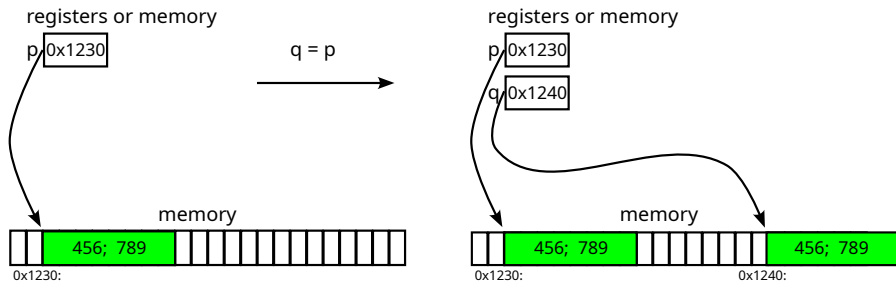 registers or memory
p 0x1230
q = p
memory
456; 789
0x1230:
registers or memory
p 0x1230
q 0x1240
memory
456; 789
456; 789
0x1230:
0x1240: